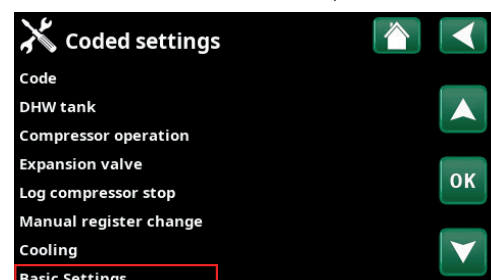 Coded settings
Code
DHW tank
Compressor operation
Expansion valve
Log compressor stop
OK
Manual register change
Cooling
Basic Settings